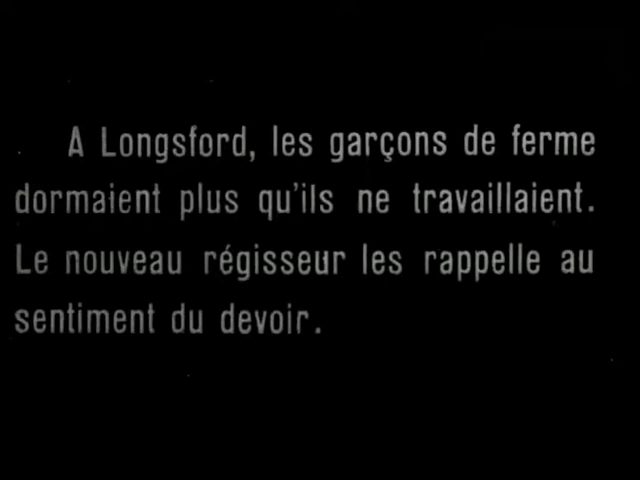 A Longsford, les garçons de ferme
dormaient plus qu'ils ne travaillaient.
Le nouveau régisseur les rappelle au
sentiment du devoir.